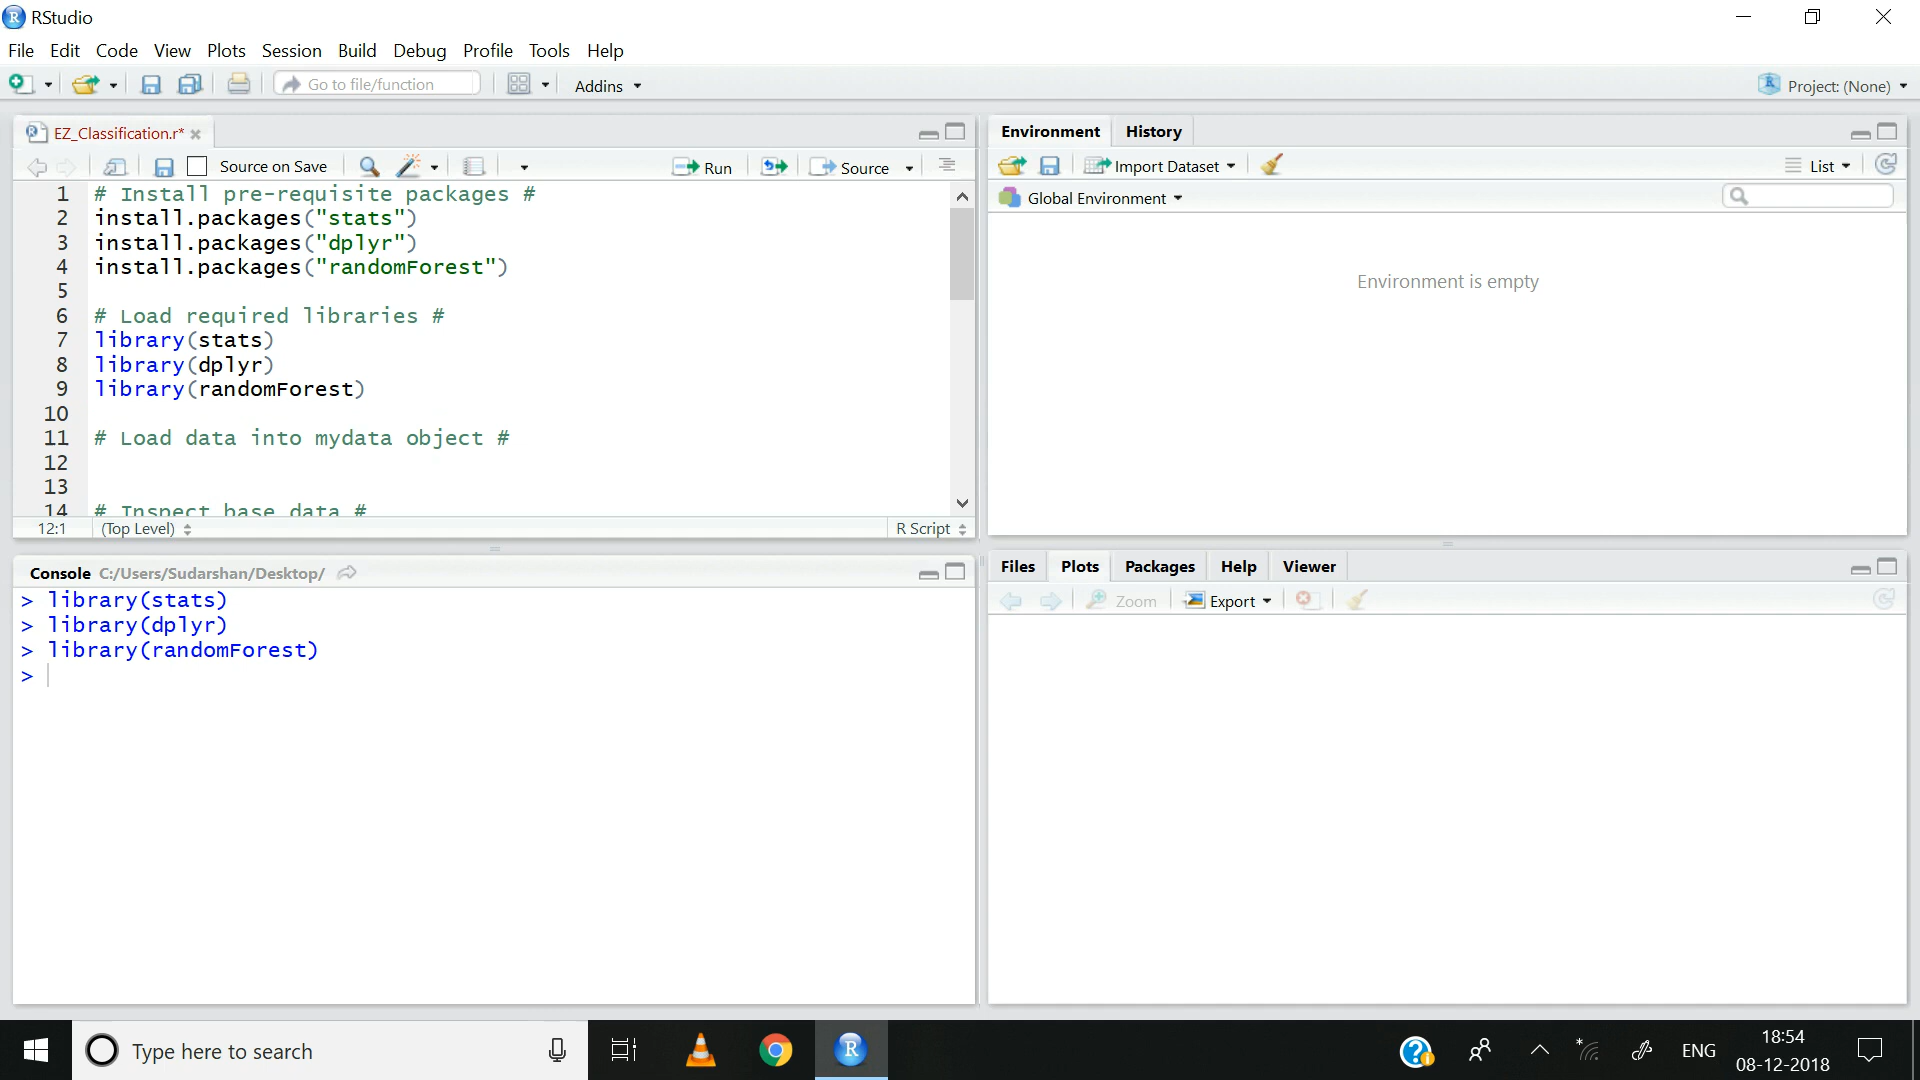 RStudio
File Edit Code View Plots Session Build Debug Profile Tools Help
Go to file/function Addins Project: (None)
EZ_Classification.r*
Source on Save Run Source
1 # Install pre-requisite packages #
2 install.packages("stats")
3 install.packages("dplyr")
4 install.packages("randomForest")
5
6 # Load required libraries #
7 library(stats)
8 library(dplyr)
9 library(randomForest)
10
11 # Load data into mydata object #
12
13
14 # Inspect base data #
12:1 (Top Level) R Script
Console C:/Users/Sudarshan/Desktop/
> library(stats)
> library(dplyr)
> library(randomForest)
>
Environment History
Import Dataset List
Global Environment
Environment is empty
Files Plots Packages Help Viewer
Zoom Export
Type here to search
ENG
18:54
08-12-2018